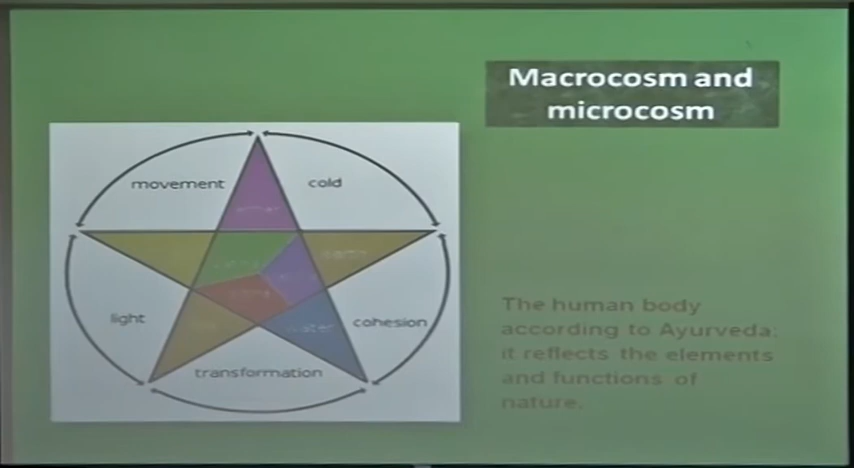 Macrocosm and
microcosm
movement
cold
earth
light
water
cohesion
transformation
The human body
according to Ayurveda:
it reflects the elements
and functions of
nature.